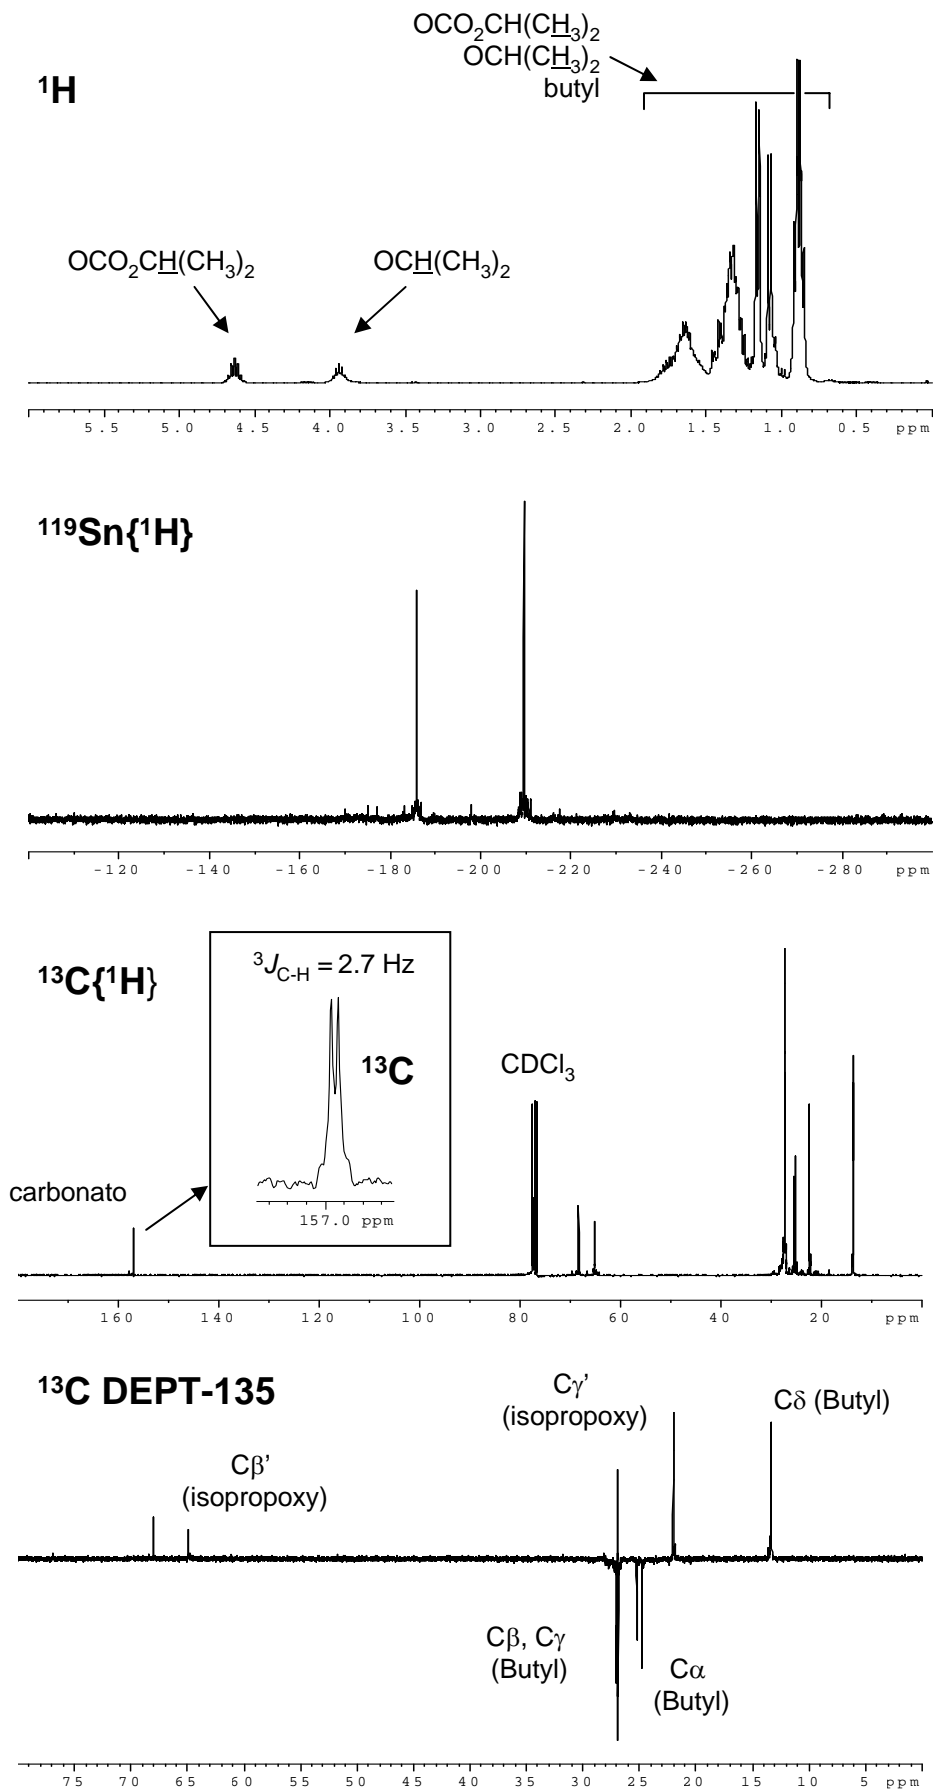 OCO₂CH(CH₃)₂
OCH(CH₃)₂
butyl
¹H
OCO₂CH(CH₃)₂
OCH(CH₃)₂
5.5 5.0 4.5 4.0 3.5 3.0 2.5 2.0 1.5 1.0 0.5 ppm
¹¹⁹Sn{¹H}
-120 -140 -160 -180 -200 -220 -240 -260 -280 ppm
¹³C{¹H}
³J_C-H = 2.7 Hz
¹³C
CDCl₃
carbonato
157.0 ppm
160 140 120 100 80 60 40 20 ppm
¹³C DEPT-135
Cγ'
(isopropoxy)
Cδ (Butyl)
Cβ'
(isopropoxy)
Cβ, Cγ
(Butyl)
Cα
(Butyl)
75 70 65 60 55 50 45 40 35 30 25 20 15 10 5 ppm